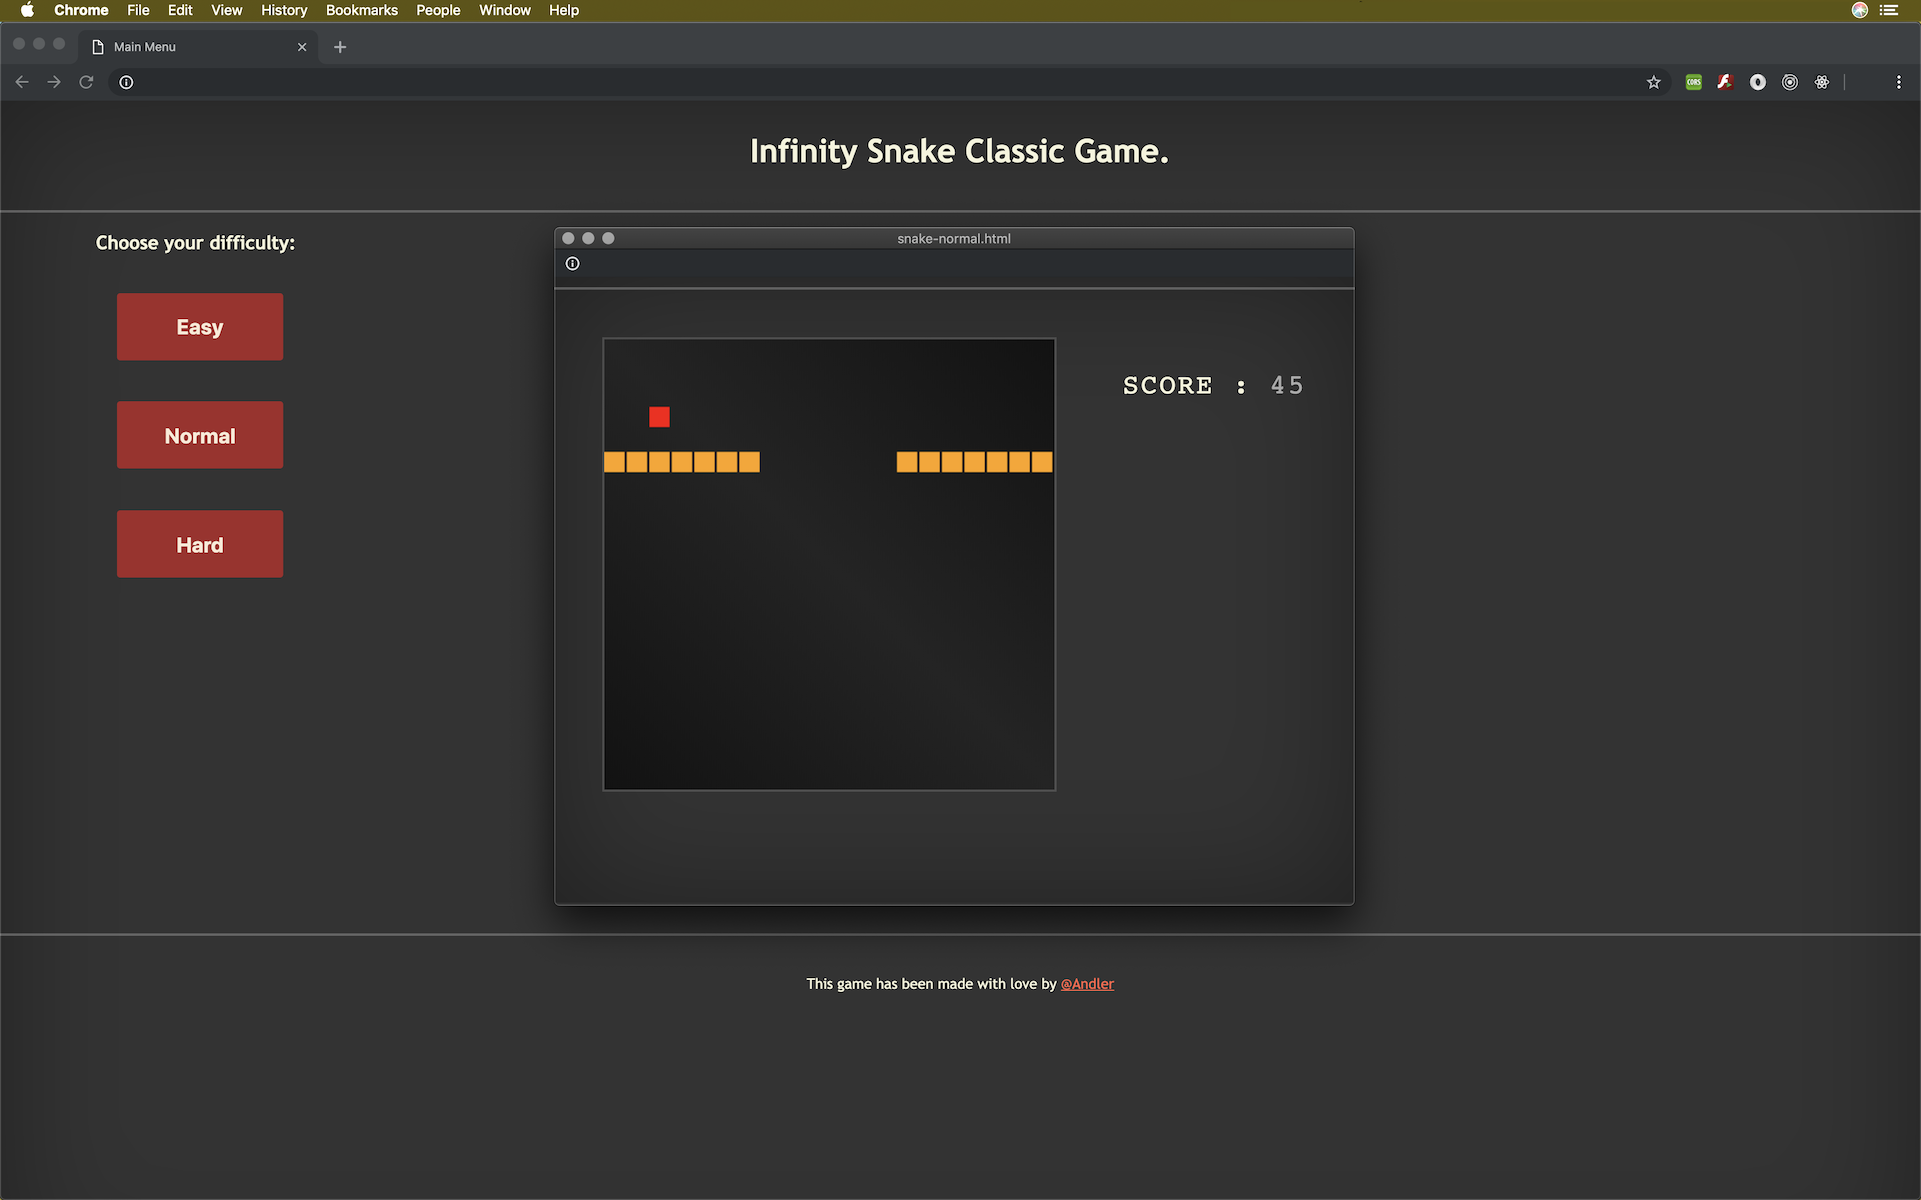 Chrome File Edit View History Bookmarks People Window Help
Main Menu
CORS
Infinity Snake Classic Game.
Choose your difficulty:
snake-normal.html
Easy
SCORE : 45
Normal
Hard
This game has been made with love by @Andler